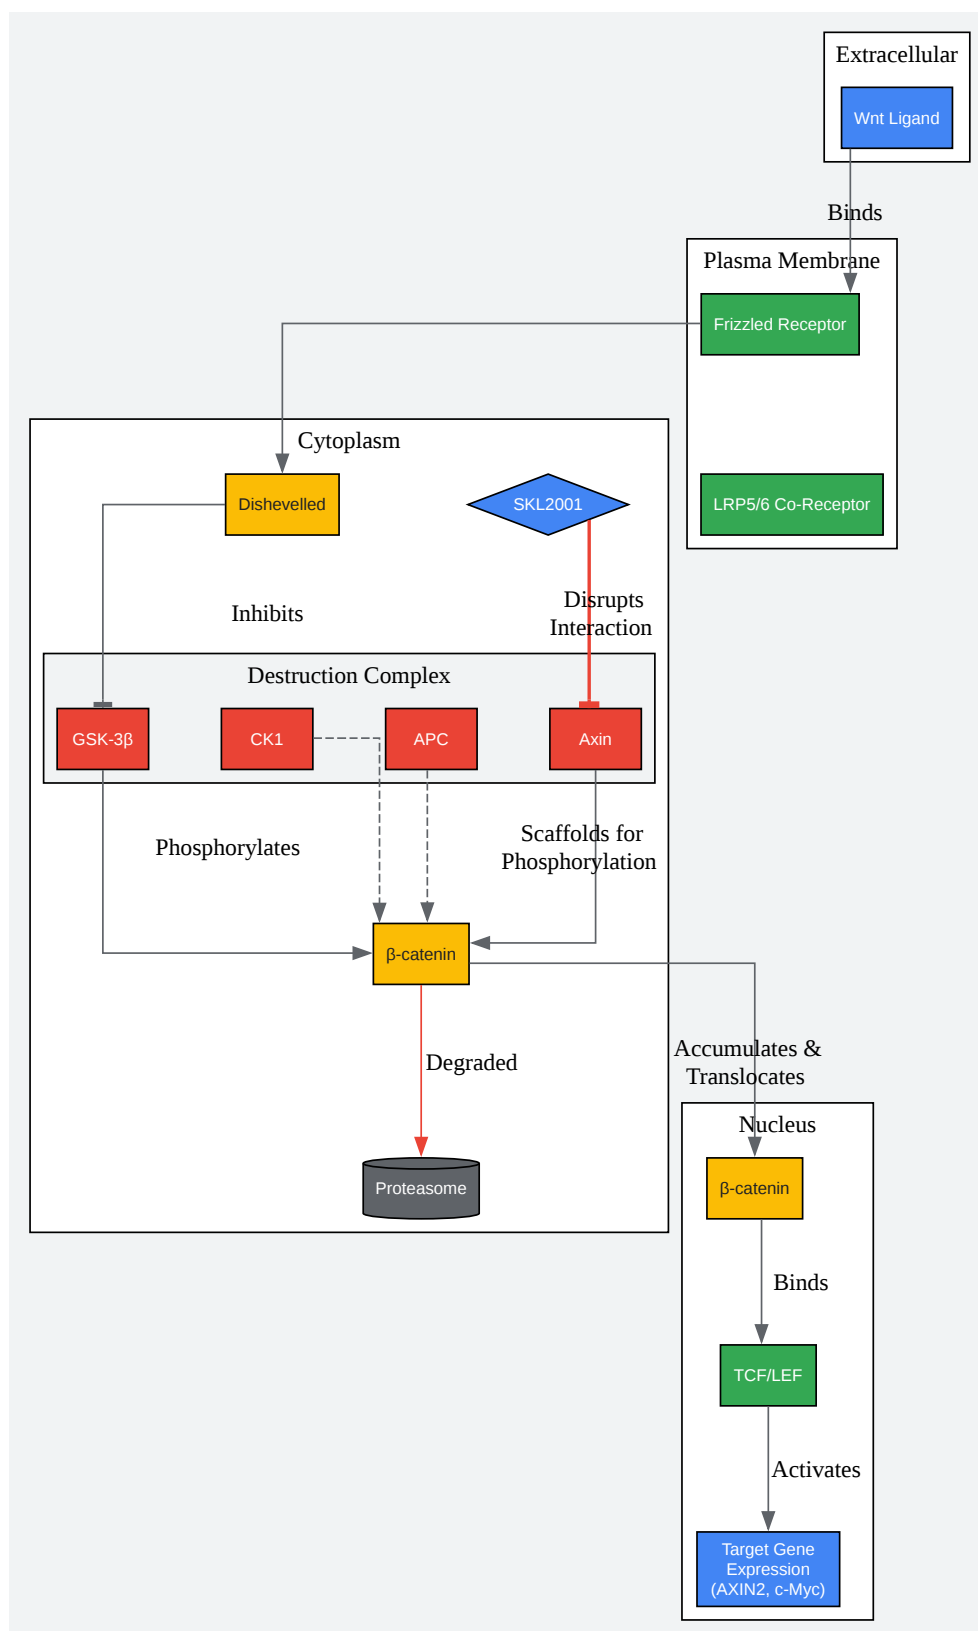 Extracellular
Wnt Ligand
Binds
Plasma Membrane
Frizzled Receptor
Cytoplasm
Dishevelled
SKL2001
LRP5/6 Co-Receptor
Inhibits
Disrupts
Interaction
Destruction Complex
GSK-3β
CK1
APC
Axin
Phosphorylates
Scaffolds for
Phosphorylation
β-catenin
Accumulates &
Translocates
Degraded
Nucleus
Proteasome
β-catenin
Binds
TCF/LEF
Activates
Target Gene
Expression
(AXIN2, c-Myc)